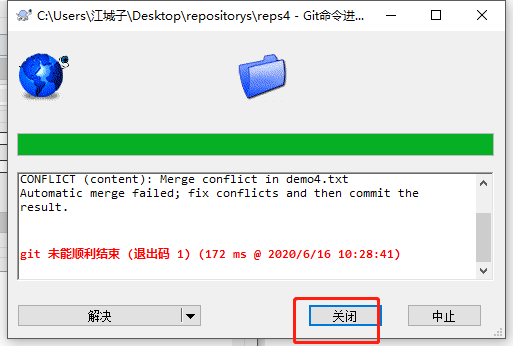 C:\Users\江城子\Desktop\repositorys\reps4 - Git命令进...
CONFLICT (content): Merge conflict in demo4.txt
Automatic merge failed; fix conflicts and then commit the
result.
git 未能顺利结束 (退出码 1) (172 ms @ 2020/6/16 10:28:41)
解决
关闭
中止